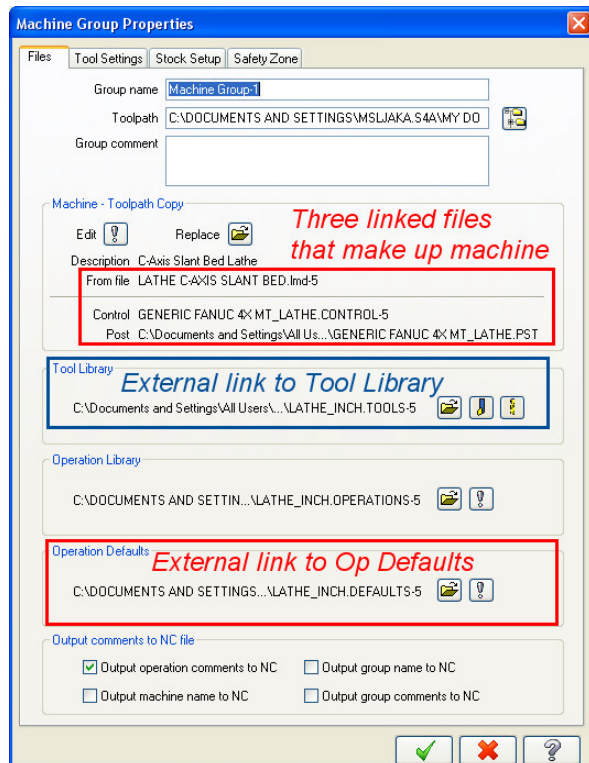 Machine Group Properties
Files
Tool Settings
Stock Setup
Safety Zone
Group name Machine Group-1
Toolpath C:\DOCUMENTS AND SETTINGS\MSLJAKA.S4A\MY DO
Group comment
Machine - Toolpath Copy
Three linked files
that make up machine
Edit
Replace
Description C-Axis Slant Bed Lathe
From file LATHE C-AXIS SLANT BED.lmd-5
Control GENERIC FANUC 4X MT_LATHE.CONTROL-5
Post C:\Documents and Settings\All Us...\GENERIC FANUC 4X MT_LATHE.PST
Tool Library
External link to Tool Library
C:\Documents and Settings\All Users\...\LATHE_INCH.TOOLS-5
Operation Library
C:\DOCUMENTS AND SETTIN...\LATHE_INCH.OPERATIONS-5
Operation Defaults
External link to Op Defaults
C:\DOCUMENTS AND SETTINGS...\LATHE_INCH.DEFAULTS-5
Output comments to NC file
Output operation comments to NC
Output group name to NC
Output machine name to NC
Output group comments to NC